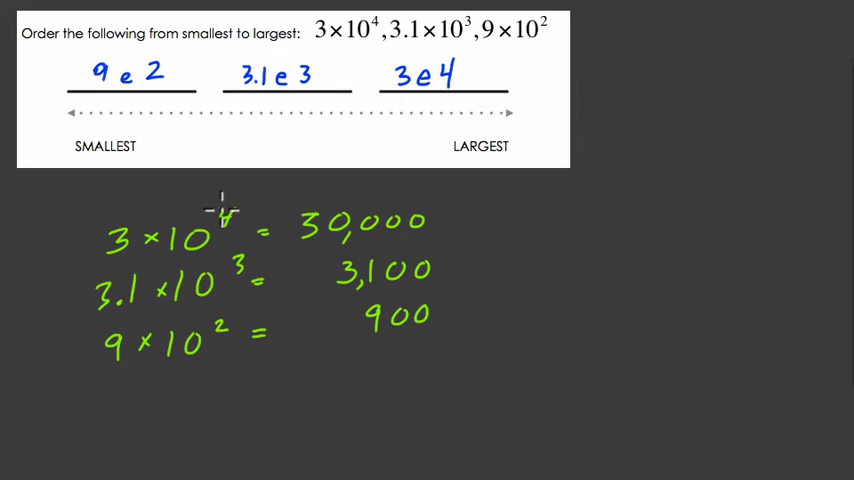 Order the following from smallest to largest: 3×10⁴,3.1×10³,9×10²
9 e 2 3.1 e 3 3 e 4
SMALLEST LARGEST
3 × 10⁴ = 30,000
3.1 × 10³ = 3,100
9 × 10² = 900